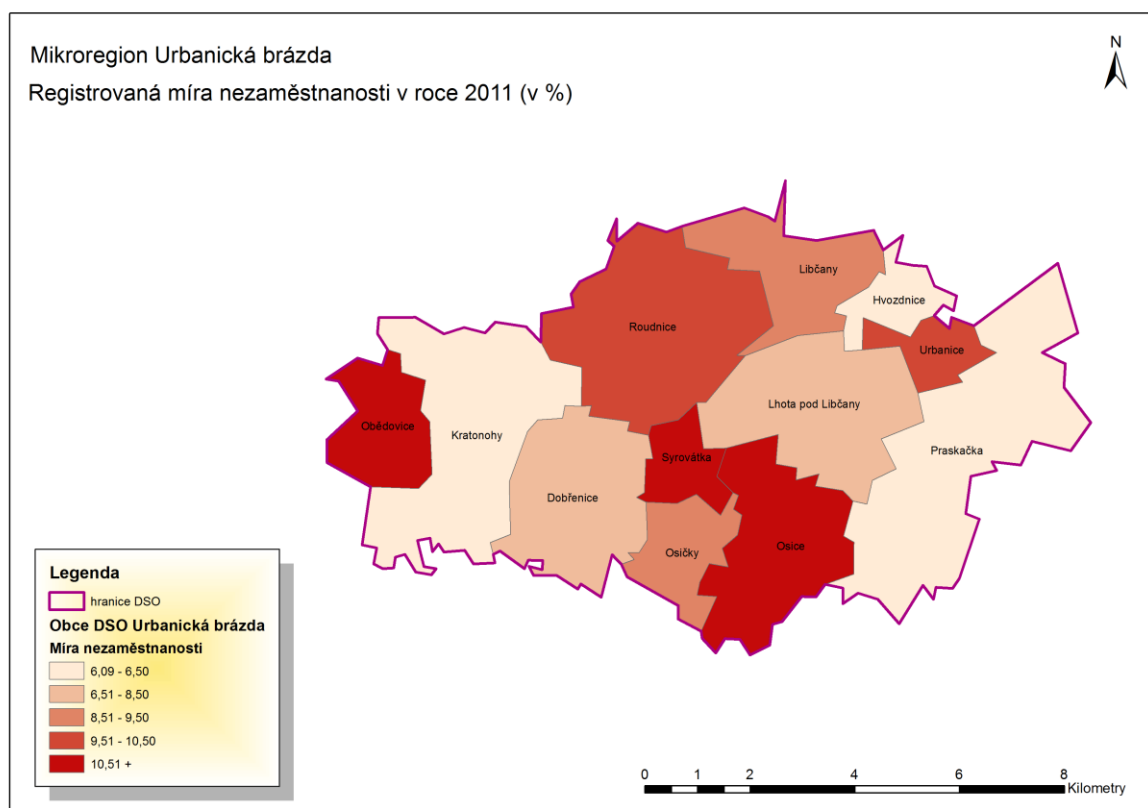 Mikroregion Urbanická brázda
Registrovaná míra nezaměstnanosti v roce 2011 (v %)
N
Libčany
Hvozdnice
Roudnice
Urbanice
Lhota pod Libčany
Obědovice
Kratonohy
Praskačka
Syrovátka
Dobřenice
Osičky
Osice
Legenda
hranice DSO
Obce DSO Urbanická brázda
Míra nezaměstnanosti
6,09 - 6,50
6,51 - 8,50
8,51 - 9,50
9,51 - 10,50
10,51 +
0 1 2 4 6 8
Kilometry